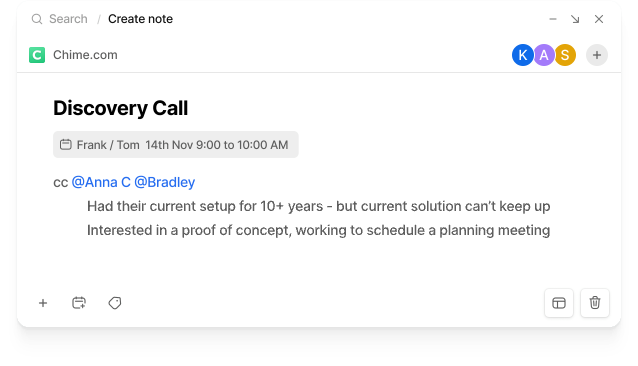 Search / Create note
C Chime.com K A S
Discovery Call
Frank / Tom 14th Nov 9:00 to 10:00 AM
cc @Anna C @Bradley
Had their current setup for 10+ years - but current solution can’t keep up
Interested in a proof of concept, working to schedule a planning meeting